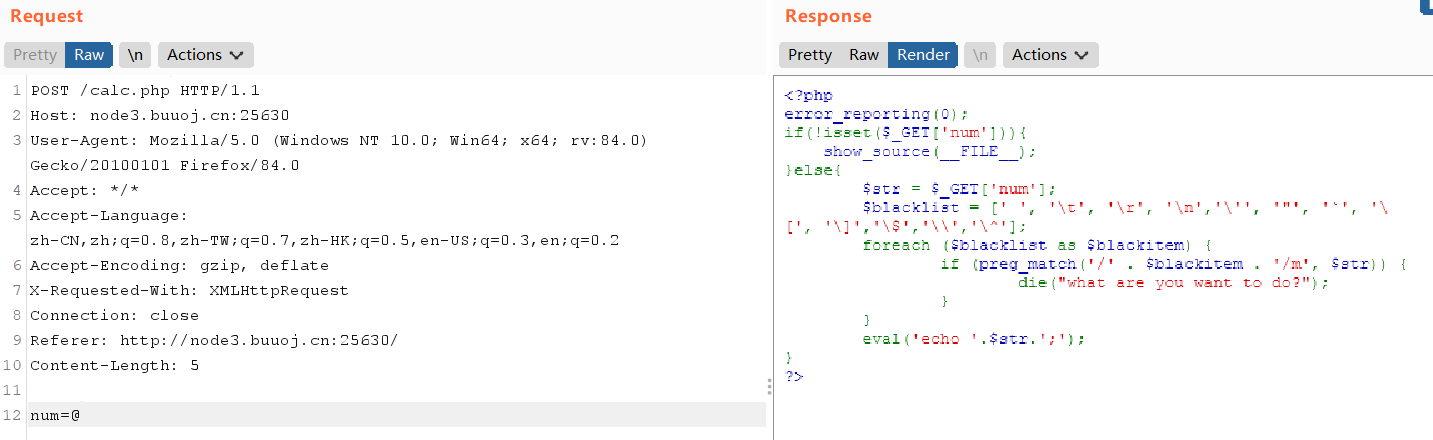 Request
Pretty Raw \n Actions
1 POST /calc.php HTTP/1.1
2 Host: node3.buuoj.cn:25630
3 User-Agent: Mozilla/5.0 (Windows NT 10.0; Win64; x64; rv:84.0)
Gecko/20100101 Firefox/84.0
4 Accept: */*
5 Accept-Language:
zh-CN,zh;q=0.8,zh-TW;q=0.7,zh-HK;q=0.5,en-US;q=0.3,en;q=0.2
6 Accept-Encoding: gzip, deflate
7 X-Requested-With: XMLHttpRequest
8 Connection: close
9 Referer: http://node3.buuoj.cn:25630/
10 Content-Length: 5
11
12 num=@
Response
Pretty Raw Render \n Actions
<?php
error_reporting(0);
if(!isset($_GET['num'])){
    show_source(__FILE__);
}else{
        $str = $_GET['num'];
        $blacklist = [' ', '\t', '\r', '\n','\'', '"', '`', '\
[', '\]','\$','\\','\^'];
        foreach ($blacklist as $blackitem) {
                if (preg_match('/' . $blackitem . '/m', $str)) {
                        die("what are you want to do?");
                }
        }
        eval('echo '.$str.';');
}
?>